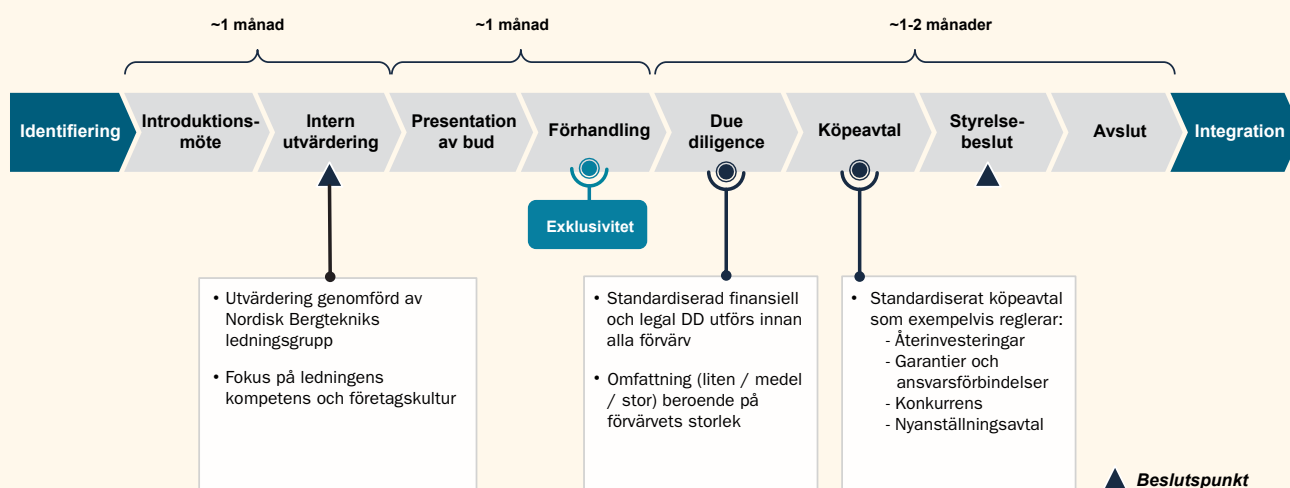 ~1 månad
~1 månad
~1-2 månader
Identifiering
Introduktions-
möte
Intern
utvärdering
Presentation
av bud
Förhandling
Due
diligence
Köpeavtal
Styrelse-
beslut
Avslut
Integration
Exklusivitet
• Utvärdering genomförd av
Nordisk Bergtekniks
ledningsgrupp
• Fokus på ledningens
kompetens och företagskultur
• Standardiserad finansiell
och legal DD utförs innan
alla förvärv
• Omfattning (liten / medel
/ stor) beroende på
förvärvets storlek
• Standardiserat köpeavtal
som exempelvis reglerar:
- Återinvesteringar
- Garantier och
ansvarsförbindelser
- Konkurrens
- Nyanställningsavtal
Beslutspunkt